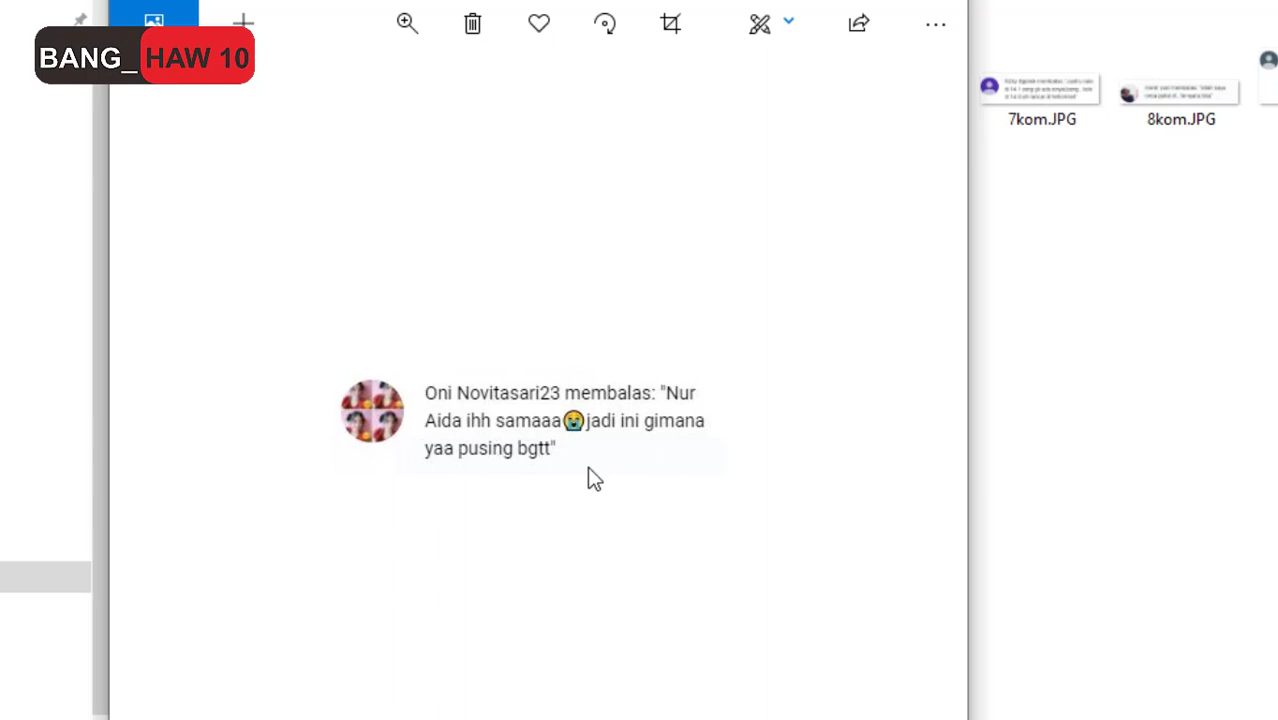 BANG_HAW 10
7kom.JPG
8kom.JPG
Oni Novitasari23 membalas: "Nur
Aida ihh samaaa😭jadi ini gimana
yaa pusing bgtt"